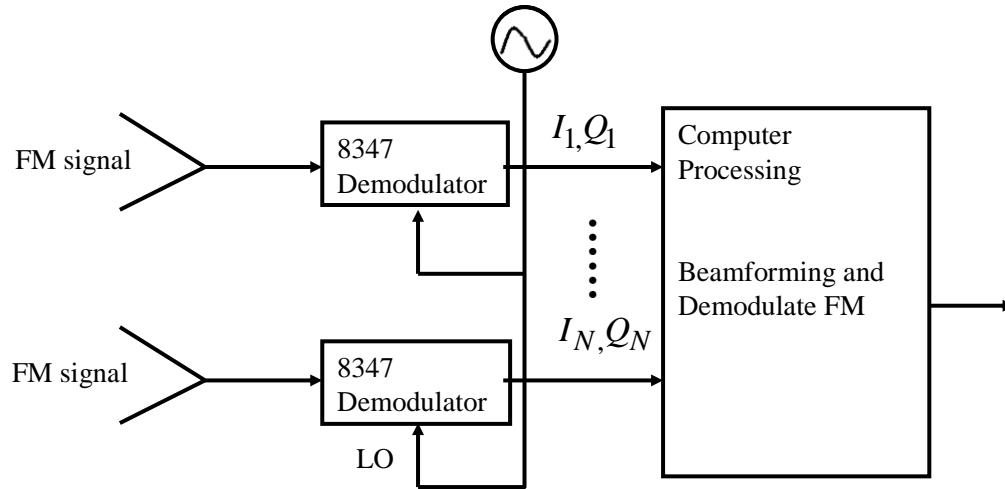 FM signal
8347
Demodulator
I1,Q1
Computer
Processing
Beamforming and
Demodulate FM
IN,QN
FM signal
8347
Demodulator
LO